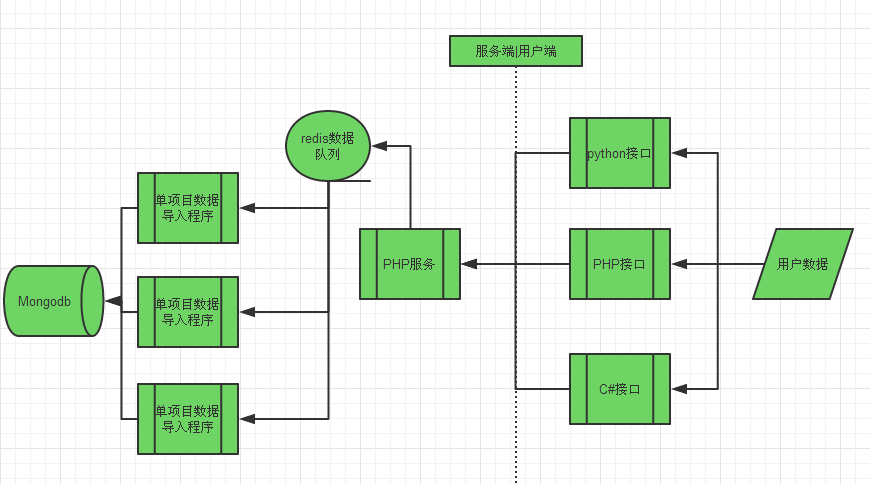 服务端|用户端
redis数据
队列
python接口
单项目数据
导入程序
PHP服务
PHP接口
用户数据
Mongodb
单项目数据
导入程序
C#接口
单项目数据
导入程序